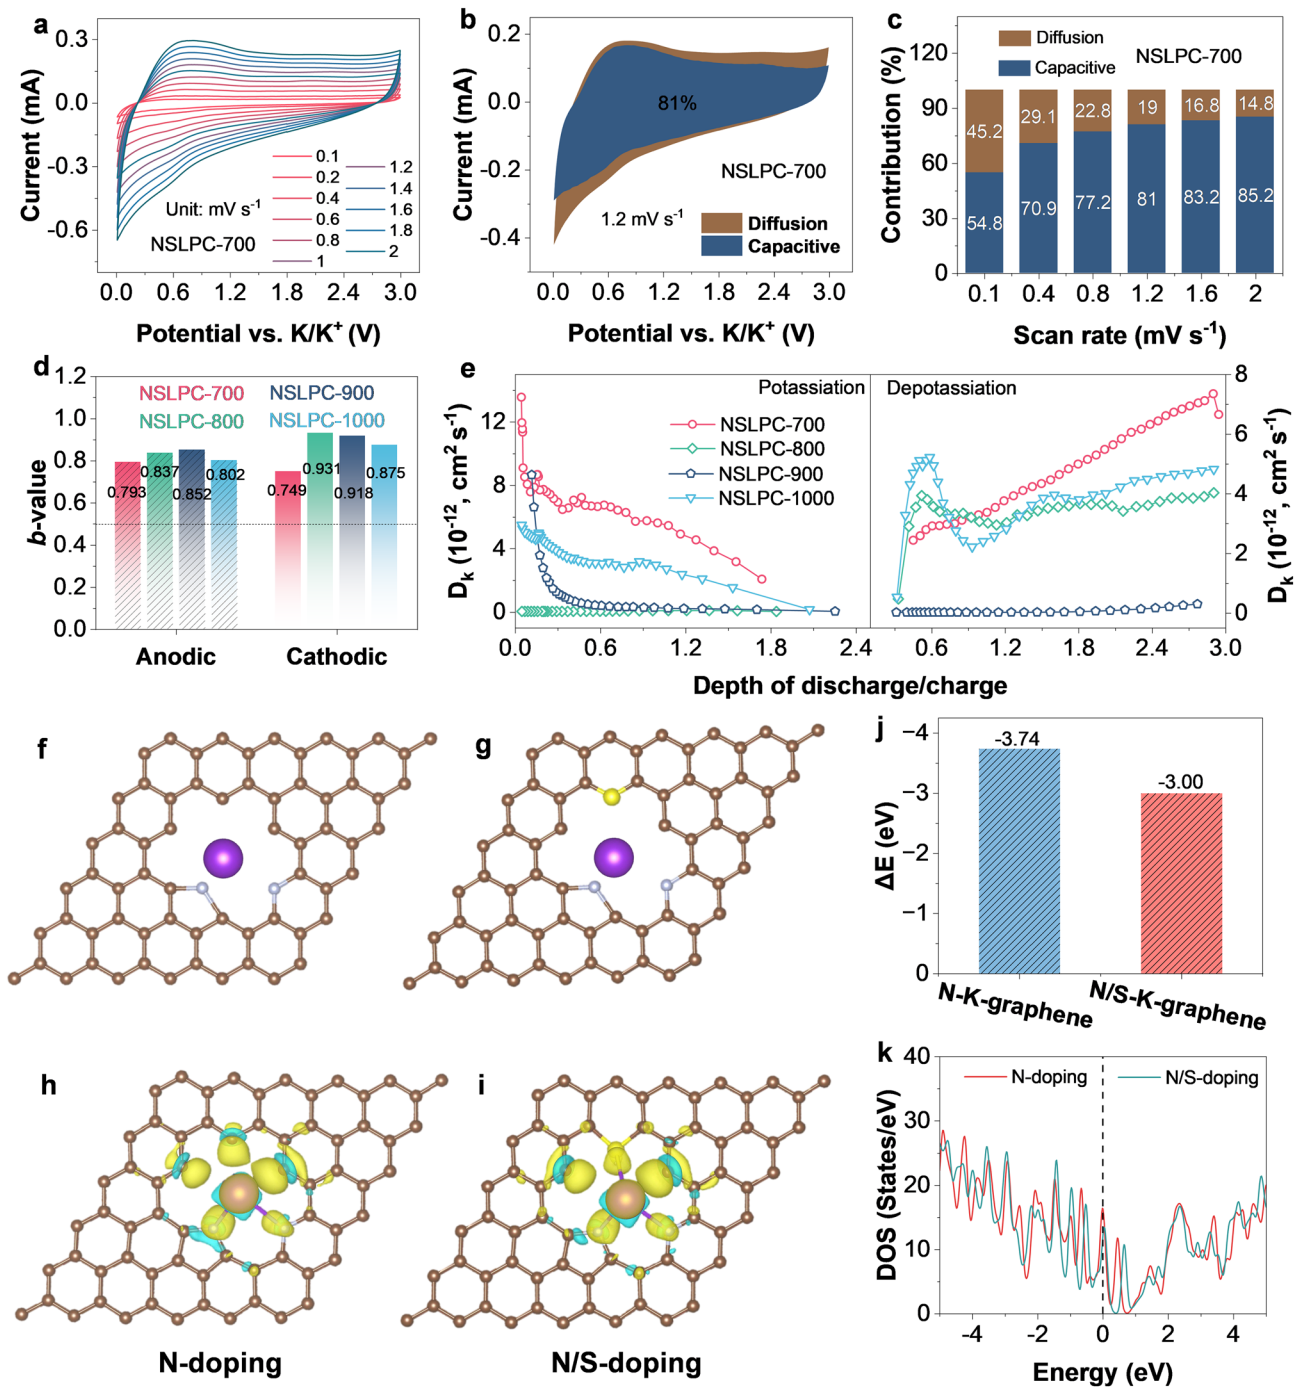 a
0.3
0.0
-0.3
-0.6
Current (mA)
0.1
0.2
0.4
0.6
0.8
1
1.2
1.4
1.6
1.8
2
Unit: mV s-1
NSLPC-700
0.0 0.6 1.2 1.8 2.4 3.0
Potential vs. K/K+ (V)
b
0.2
0.0
-0.2
-0.4
Current (mA)
81%
NSLPC-700
1.2 mV s-1
Diffusion
Capacitive
0.0 0.6 1.2 1.8 2.4 3.0
Potential vs. K/K+ (V)
c
120
90
60
30
0
Contribution (%)
Diffusion
Capacitive
NSLPC-700
45.2 29.1 22.8 19 16.8 14.8
54.8 70.9 77.2 81 83.2 85.2
0.1 0.4 0.8 1.2 1.6 2
Scan rate (mV s-1)
d
1.2
1.0
0.8
0.6
0.4
0.2
0.0
b-value
NSLPC-700 NSLPC-900
NSLPC-800 NSLPC-1000
0.793 0.837 0.852 0.802
0.749 0.931 0.918 0.875
Anodic Cathodic
e
12
8
4
0
Dk (10-12, cm2 s-1)
Potassiation Depotassiation
NSLPC-700
NSLPC-800
NSLPC-900
NSLPC-1000
8
6
4
2
0
Dk (10-12, cm2 s-1)
0.0 0.6 1.2 1.8 2.4 0.6 1.2 1.8 2.4 3.0
Depth of discharge/charge
f
g
h
N-doping
i
N/S-doping
j
−4
−3
−2
−1
0
ΔE (eV)
-3.74
-3.00
N-K-graphene
N/S-K-graphene
k
40
30
20
10
0
DOS (States/eV)
N-doping N/S-doping
-4 -2 0 2 4
Energy (eV)